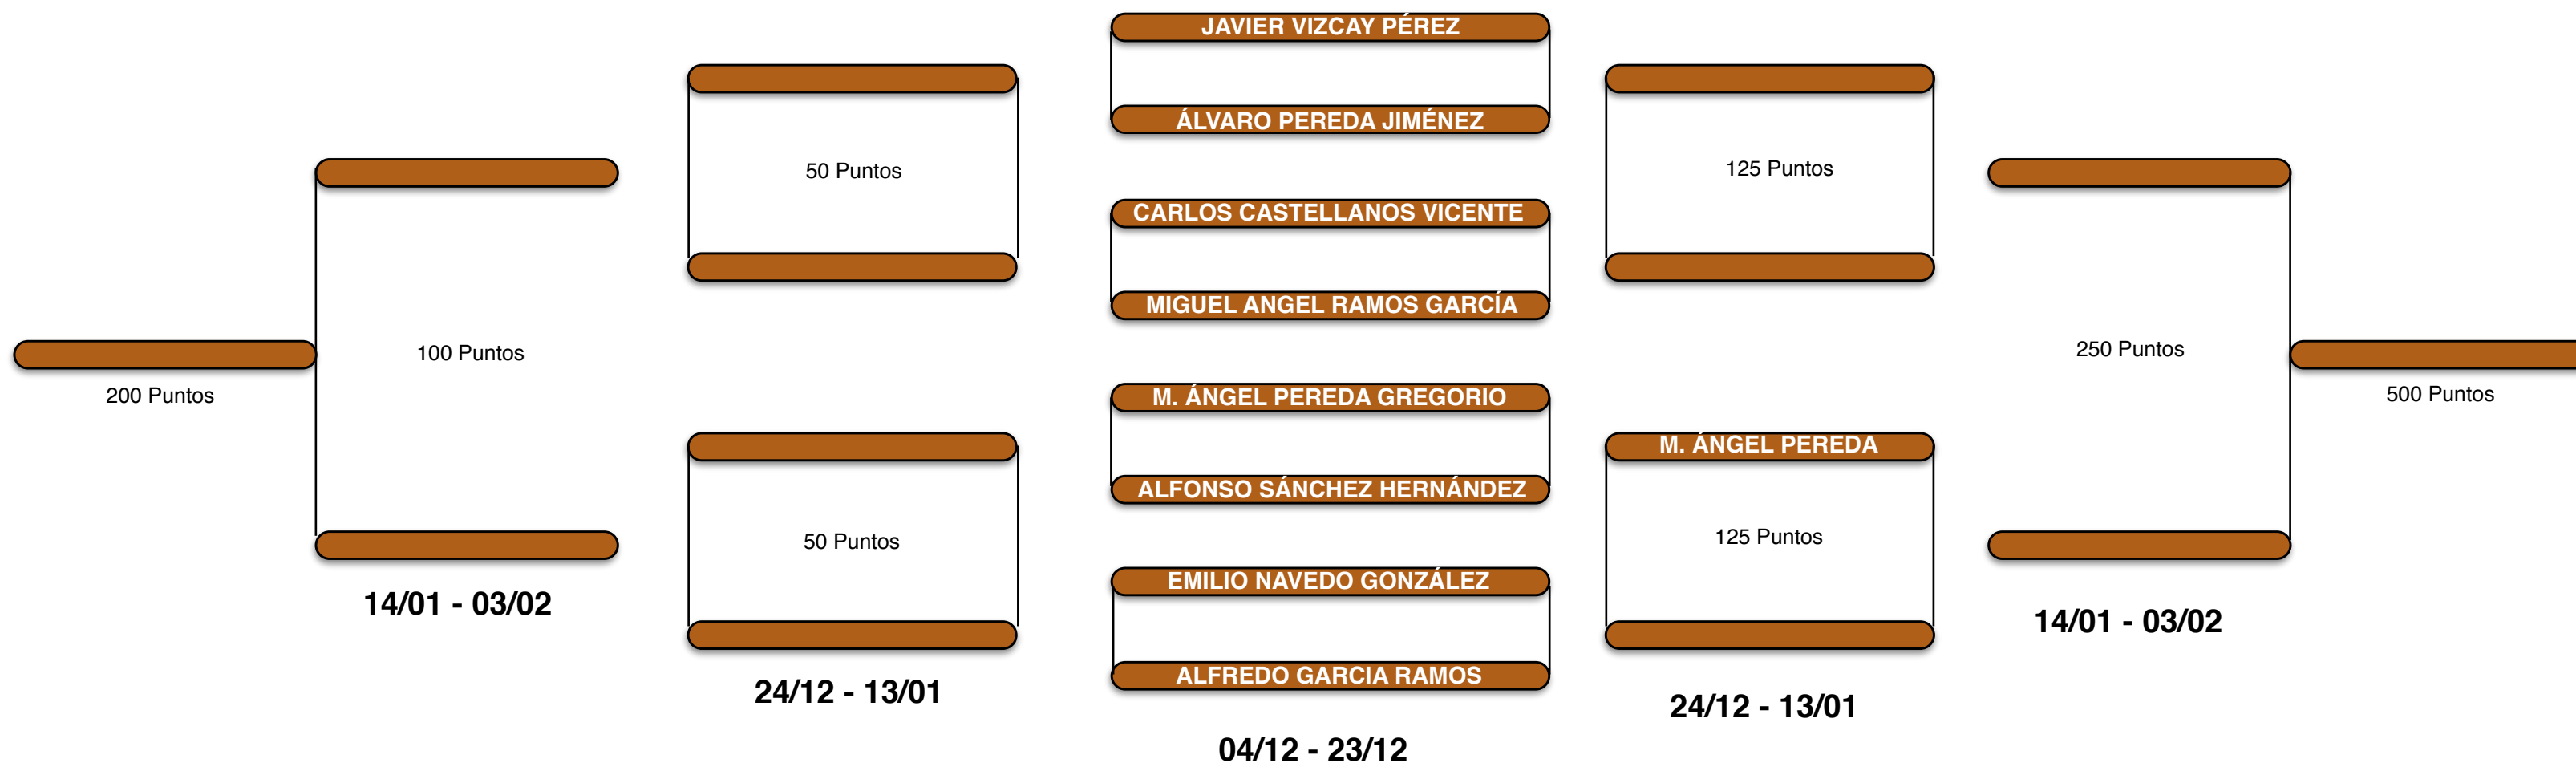 JAVIER VIZCAY PÉREZ
ÁLVARO PEREDA JIMÉNEZ
50 Puntos
125 Puntos
CARLOS CASTELLANOS VICENTE
MIGUEL ANGEL RAMOS GARCÍA
100 Puntos
250 Puntos
200 Puntos
500 Puntos
M. ÁNGEL PEREDA GREGORIO
M. ÁNGEL PEREDA
ALFONSO SÁNCHEZ HERNÁNDEZ
50 Puntos
125 Puntos
EMILIO NAVEDO GONZÁLEZ
14/01 - 03/02
14/01 - 03/02
ALFREDO GARCIA RAMOS
24/12 - 13/01
24/12 - 13/01
04/12 - 23/12